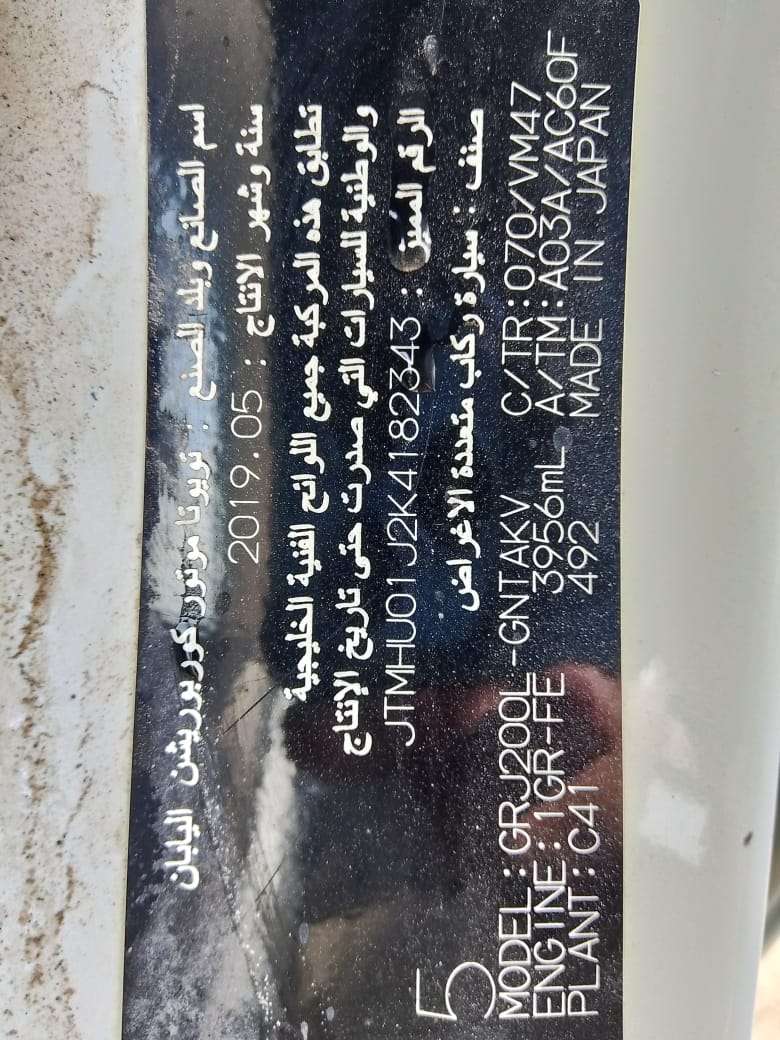 اسم الصانع وبلد الصنع : تويوتا موتور كوربوريشن اليابان
سنة وشهر الانتاج : 2019.05
تطابق هذه المركبة جميع اللوائح الفنية الخليجية
والوطنية للسيارات التي صدرت حتى تاريخ الإنتاج
الرقم المميز : JTMHU01J2K4182343
صنف : سيارة ركاب متعددة الاغراض
5
MODEL : GRJ200L-GNTAKV C/TR: 070/VM47
ENGINE: 1GR-FE 3956mL A/TM: A03A/AC60F
PLANT: C41 492 MADE IN JAPAN